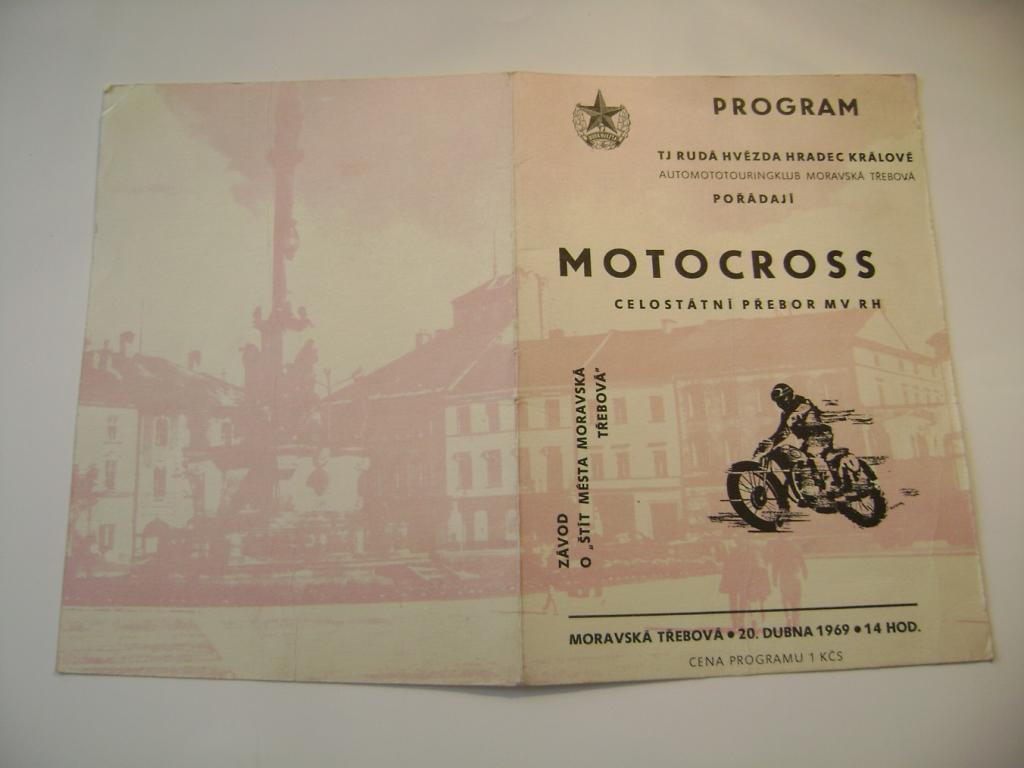 PROGRAM
TJ RUDÁ HVĚZDA HRADEC KRÁLOVÉ
AUTOMOTOTOURINGKLUB MORAVSKÁ TŘEBOVÁ
POŘÁDAJÍ
MOTOCROSS
CELOSTÁTNÍ PŘEBOR MV RH
ZÁVOD
O „ŠTÍT MĚSTA MORAVSKÁ
TŘEBOVÁ"
MORAVSKÁ TŘEBOVÁ • 20. DUBNA 1969 • 14 HOD.
CENA PROGRAMU 1 KČS